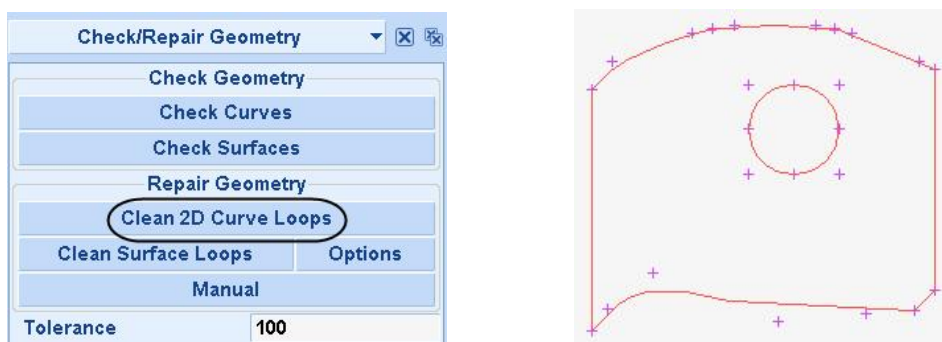 Check/Repair Geometry
Check Geometry
Check Curves
Check Surfaces
Repair Geometry
Clean 2D Curve Loops
Clean Surface Loops Options
Manual
Tolerance 100